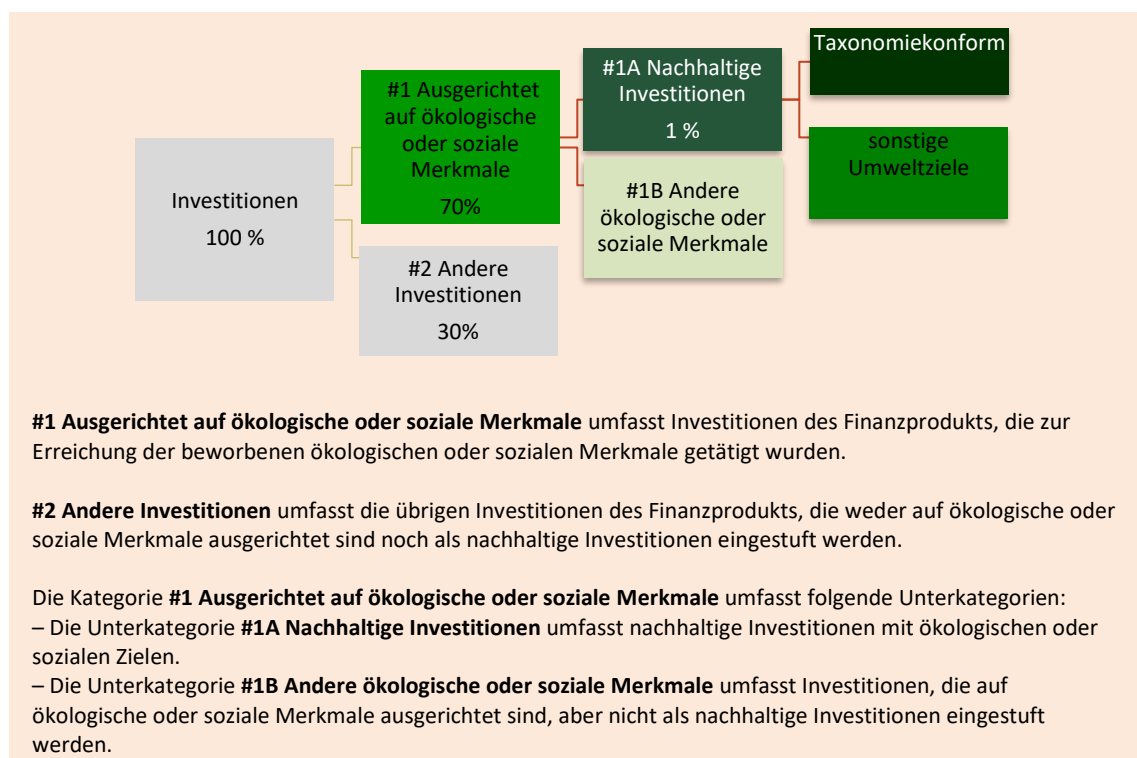 Investitionen
100 %
#1 Ausgerichtet
auf ökologische
oder soziale
Merkmale
70%
#2 Andere
Investitionen
30%
#1A Nachhaltige
Investitionen
1 %
#1B Andere
ökologische oder
soziale Merkmale
Taxonomiekonform
sonstige
Umweltziele
#1 Ausgerichtet auf ökologische oder soziale Merkmale umfasst Investitionen des Finanzprodukts, die zur
Erreichung der beworbenen ökologischen oder sozialen Merkmale getätigt wurden.
#2 Andere Investitionen umfasst die übrigen Investitionen des Finanzprodukts, die weder auf ökologische oder
soziale Merkmale ausgerichtet sind noch als nachhaltige Investitionen eingestuft werden.
Die Kategorie #1 Ausgerichtet auf ökologische oder soziale Merkmale umfasst folgende Unterkategorien:
– Die Unterkategorie #1A Nachhaltige Investitionen umfasst nachhaltige Investitionen mit ökologischen oder
sozialen Zielen.
– Die Unterkategorie #1B Andere ökologische oder soziale Merkmale umfasst Investitionen, die auf
ökologische oder soziale Merkmale ausgerichtet sind, aber nicht als nachhaltige Investitionen eingestuft
werden.